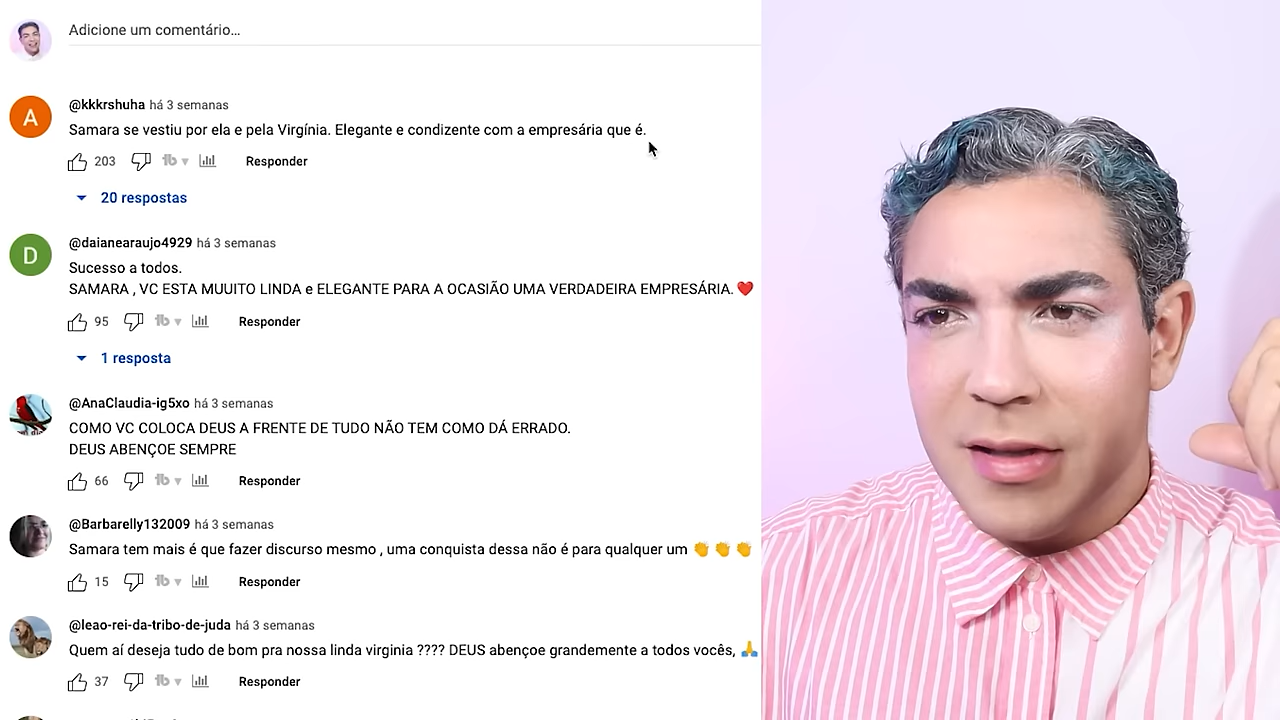 Adicione um comentário…
A
@kkkrshuha há 3 semanas
Samara se vestiu por ela e pela Virgínia. Elegante e condizente com a empresária que é.
203 Responder
20 respostas
D
@daianearaujo4929 há 3 semanas
Sucesso a todos.
SAMARA , VC ESTA MUUITO LINDA e ELEGANTE PARA A OCASIÃO UMA VERDADEIRA EMPRESÁRIA. ❤️
95 Responder
1 resposta
@AnaClaudia-ig5xo há 3 semanas
COMO VC COLOCA DEUS A FRENTE DE TUDO NÃO TEM COMO DÁ ERRADO.
DEUS ABENÇOE SEMPRE
66 Responder
@Barbarelly132009 há 3 semanas
Samara tem mais é que fazer discurso mesmo , uma conquista dessa não é para qualquer um 👏 👏 👏
15 Responder
@leao-rei-da-tribo-de-juda há 3 semanas
Quem aí deseja tudo de bom pra nossa linda virginia ???? DEUS abençoe grandemente a todos vocês, 🙏
37 Responder